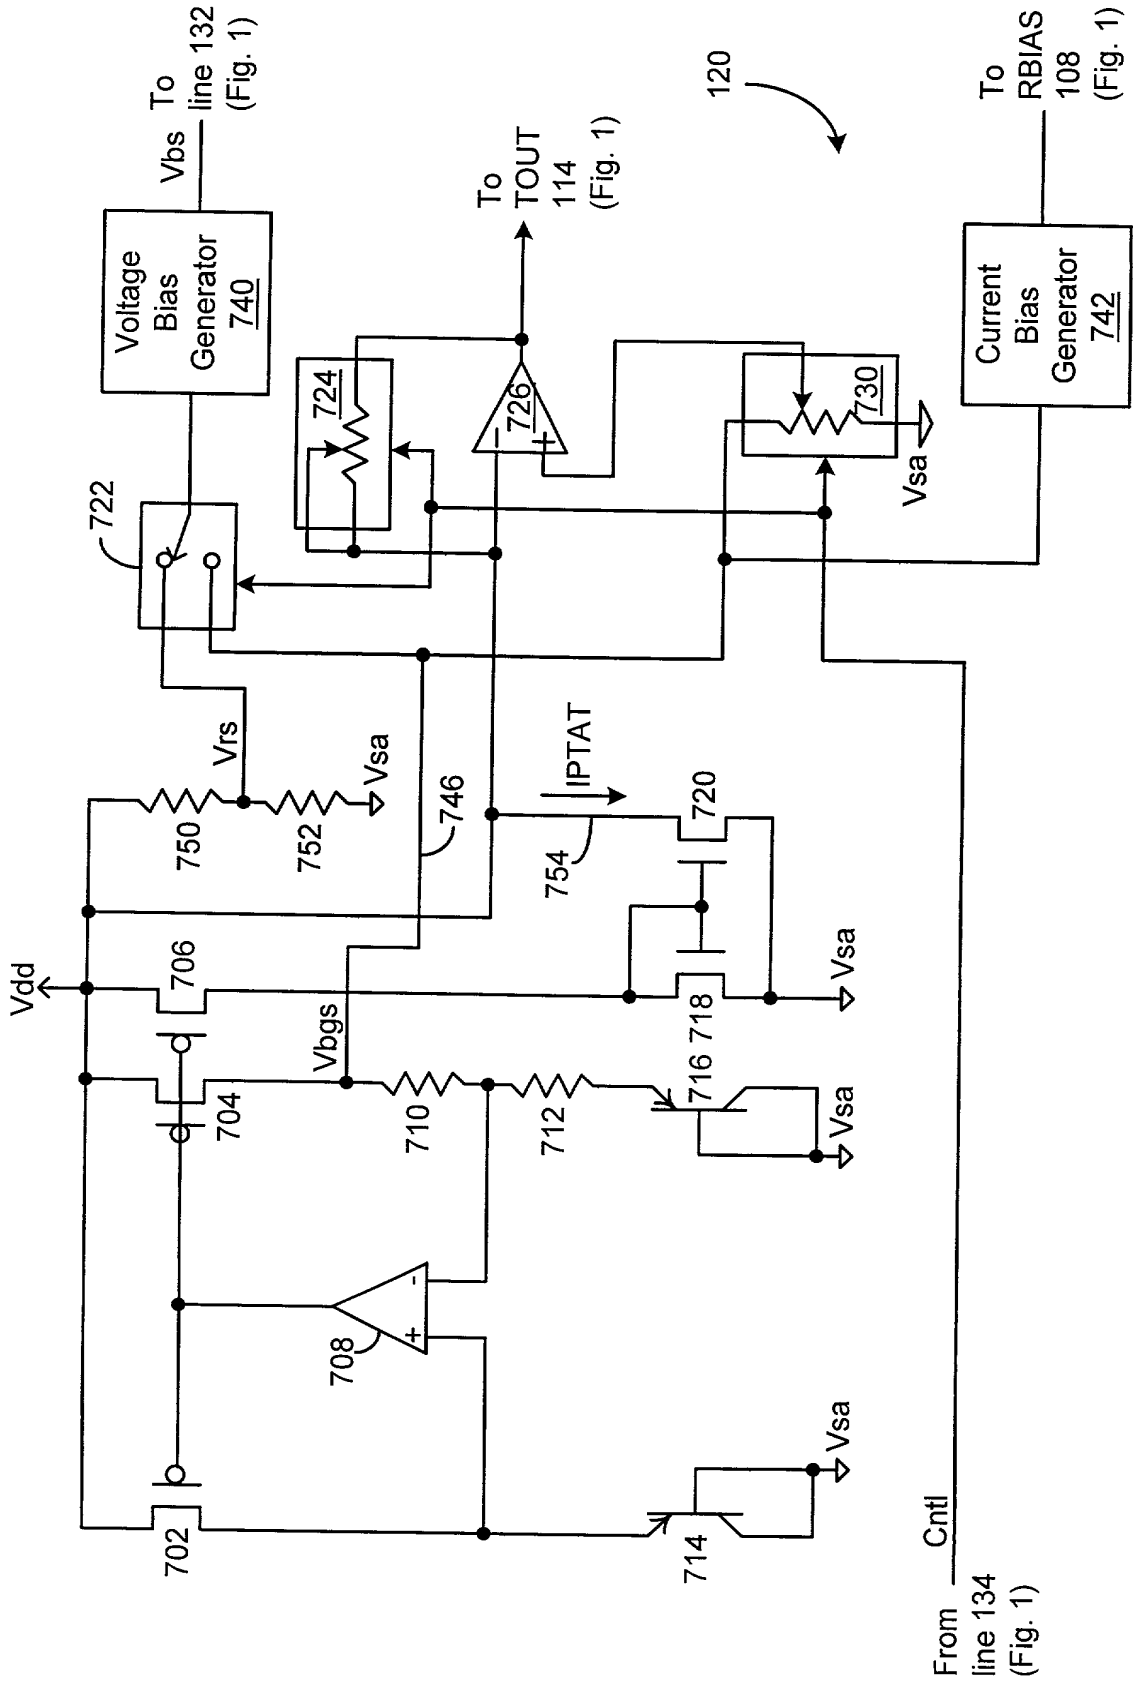 To
line 132
(Fig. 1)
Vbs
Voltage
Bias
Generator
740
722
724
726
−
+
To
TOUT
114
(Fig. 1)
120
To
RBIAS
108
(Fig. 1)
Current
Bias
Generator
742
730
Vsa
Vrs
Vsa
750
752
746
IPTAT
754
720
Vdd
706
704
Vbgs
710
712
716
718
Vsa
Vsa
708
+
-
702
714
Vsa
Cntl
From
line 134
(Fig. 1)